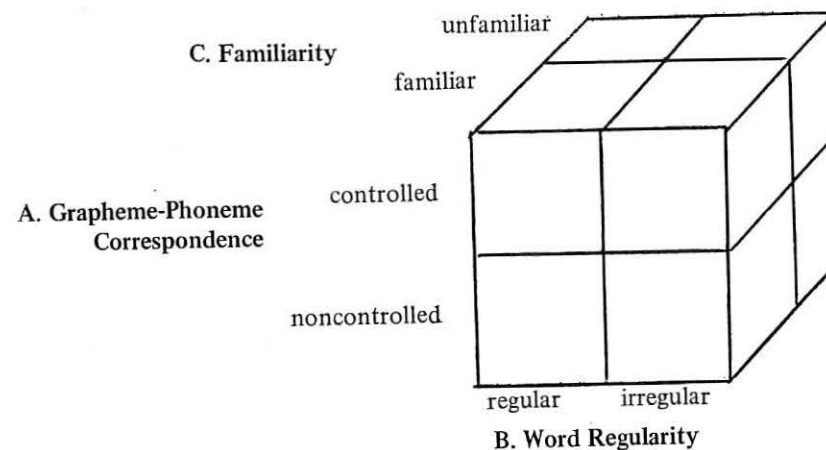 unfamiliar
C. Familiarity
familiar
controlled
A. Grapheme-Phoneme
Correspondence
noncontrolled
regular irregular
B. Word Regularity